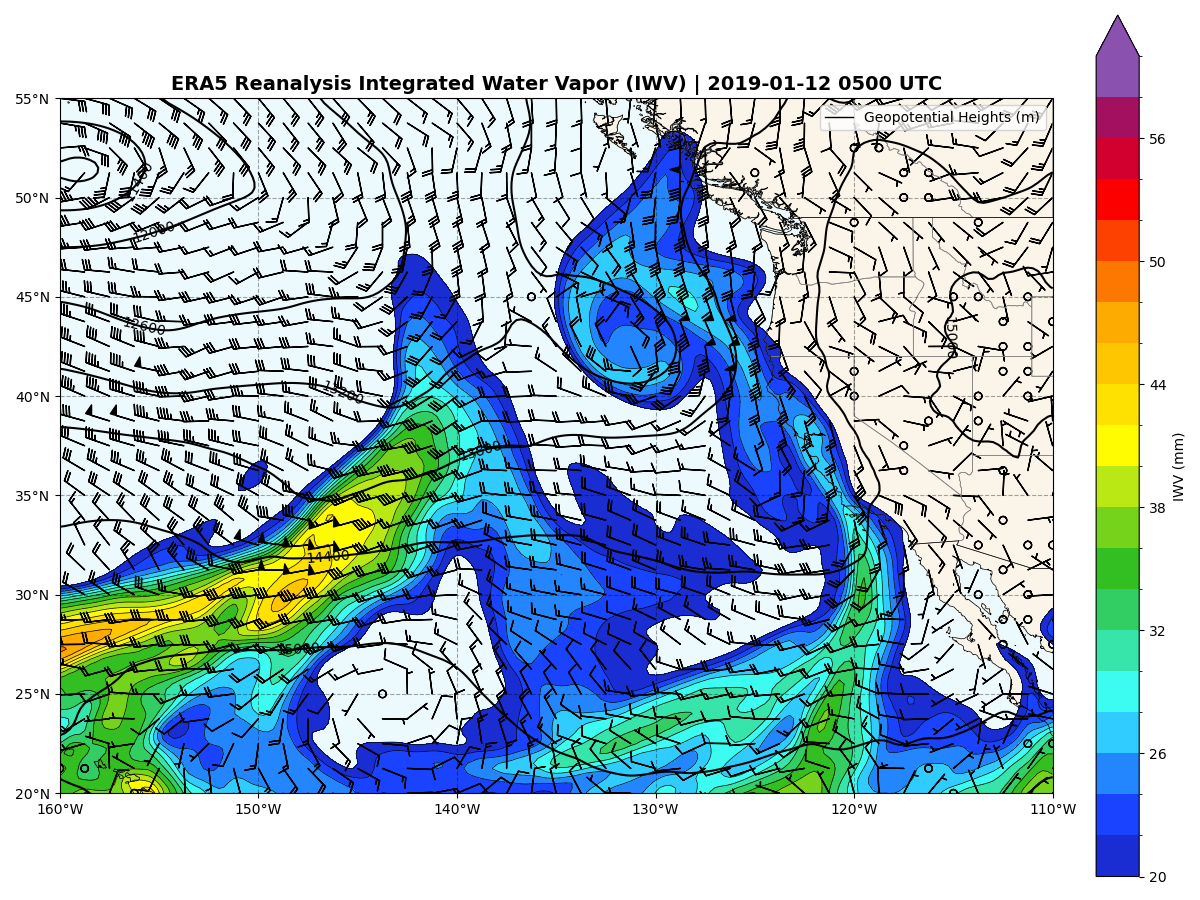 ERA5 Reanalysis Integrated Water Vapor (IWV) | 2019-01-12 0500 UTC
Geopotential Heights (m)
55°N
50°N
45°N
40°N
35°N
30°N
25°N
20°N
160°W
150°W
140°W
130°W
120°W
110°W
12000
12600
13200
13800
14400
15000
15000
56
50
44
38
32
26
20
IWV (mm)